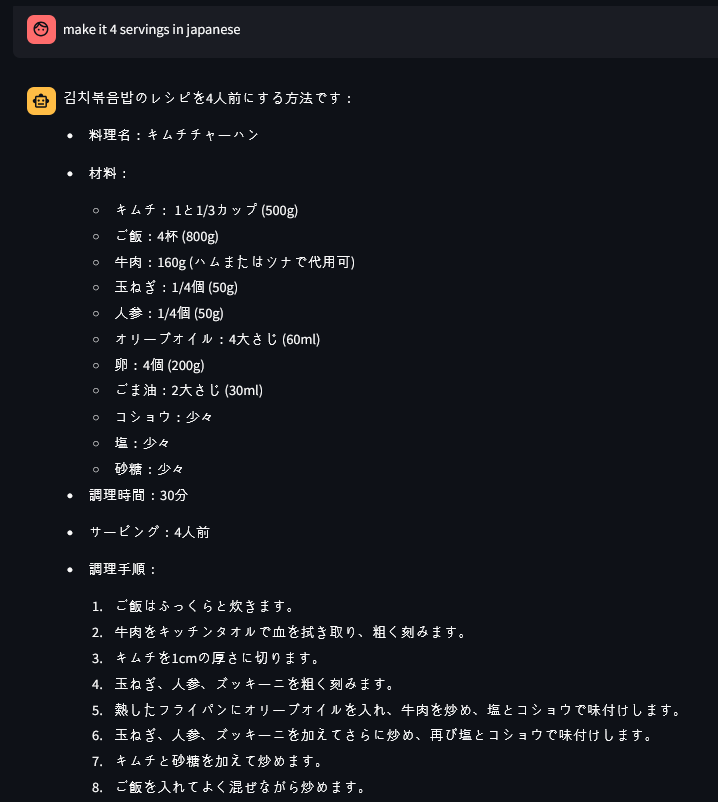 make it 4 servings in japanese
김치볶음밥のレシピを4人前にする方法です：
• 料理名：キムチチャーハン
• 材料：
○ キムチ： 1と1/3カップ (500g)
○ ご飯：4杯 (800g)
○ 牛肉：160g (ハムまたはツナで代用可)
○ 玉ねぎ：1/4個 (50g)
○ 人参：1/4個 (50g)
○ オリーブオイル：4大さじ (60ml)
○ 卵：4個 (200g)
○ ごま油：2大さじ (30ml)
○ コショウ：少々
○ 塩：少々
○ 砂糖：少々
• 調理時間：30分
• サービング：4人前
• 調理手順：
1. ご飯はふっくらと炊きます。
2. 牛肉をキッチンタオルで血を拭き取り、粗く刻みます。
3. キムチを1cmの厚さに切ります。
4. 玉ねぎ、人参、ズッキーニを粗く刻みます。
5. 熱したフライパンにオリーブオイルを入れ、牛肉を炒め、塩とコショウで味付けします。
6. 玉ねぎ、人参、ズッキーニを加えてさらに炒め、再び塩とコショウで味付けします。
7. キムチと砂糖を加えて炒めます。
8. ご飯を入れてよく混ぜながら炒めます。